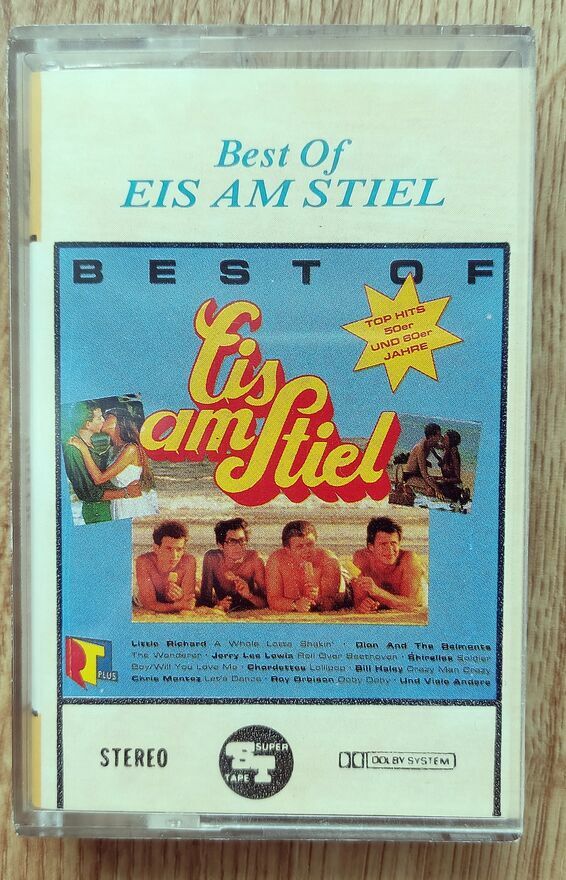 Best Of
EIS AM STIEL
BEST OF
TOP HITS
50er
UND 60er
JAHRE
Eis
am Stiel
Little Richard A Whole Lotta Shakin' · Dion And The Belmonts
The Wanderer · Jerry Lee Lewis Roll Over Beethoven · Shirelles Soldier
Boy/Will You Love Me · Chordettes Lollipop · Bill Haley Crazy Man Crazy
Chris Montez Let's Dance · Roy Orbison Ooby Dooby · Und Viele Andere
RTL
PLUS
STEREO
ST
SUPER
TAPE
DOLBY SYSTEM